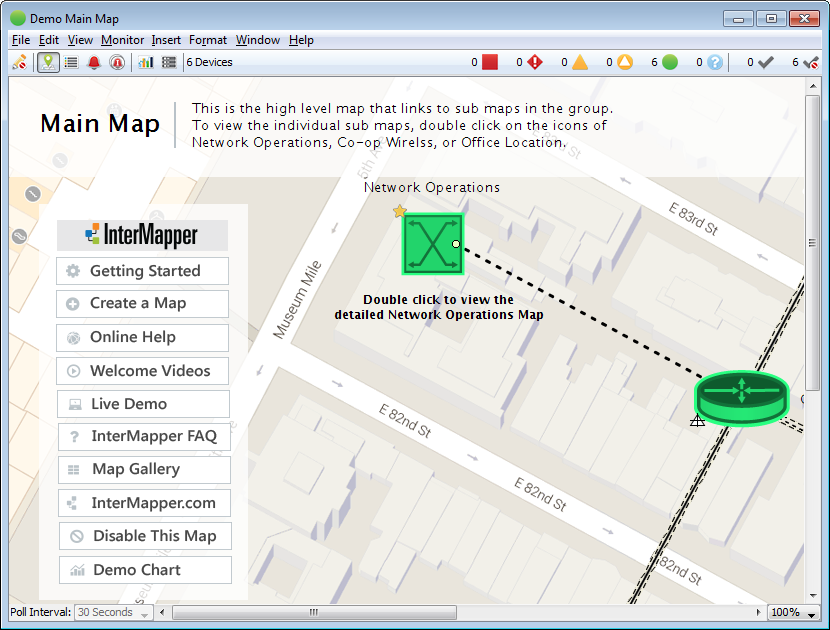 Demo Main Map
File Edit View Monitor Insert Format Window Help
6 Devices 0 0 0 0 6 0 0 6
Main Map
This is the high level map that links to sub maps in the group.
To view the individual sub maps, double click on the icons of
Network Operations, Co-op Wirelss, or Office Location.
5th Ave
E 83rd St
Network Operations
E 83rd St
InterMapper
Getting Started
Create a Map
Online Help
Welcome Videos
Live Demo
InterMapper FAQ
Map Gallery
InterMapper.com
Disable This Map
Demo Chart
Museum Mile
Double click to view the
detailed Network Operations Map
E 82nd St
E 82nd St
82nd St
Poll Interval: 30 Seconds
100%